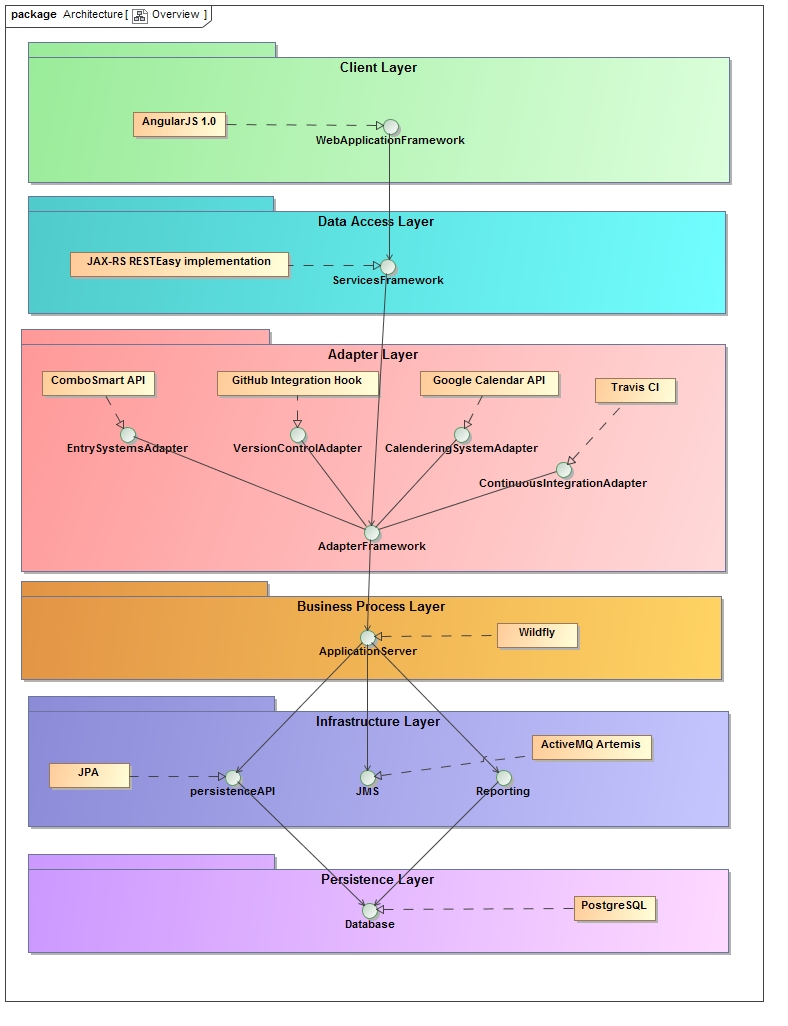 package Architecture[ Overview ]
Client Layer
AngularJS 1.0
WebApplicationFramework
Data Access Layer
JAX-RS RESTEasy implementation
ServicesFramework
Adapter Layer
ComboSmart API
GitHub Integration Hook
Google Calendar API
Travis CI
EntrySystemsAdapter
VersionControlAdapter
CalenderingSystemAdapter
ContinuousIntegrationAdapter
AdapterFramework
Business Process Layer
Wildfly
ApplicationServer
Infrastructure Layer
ActiveMQ Artemis
JPA
persistenceAPI
JMS
Reporting
Persistence Layer
PostgreSQL
Database